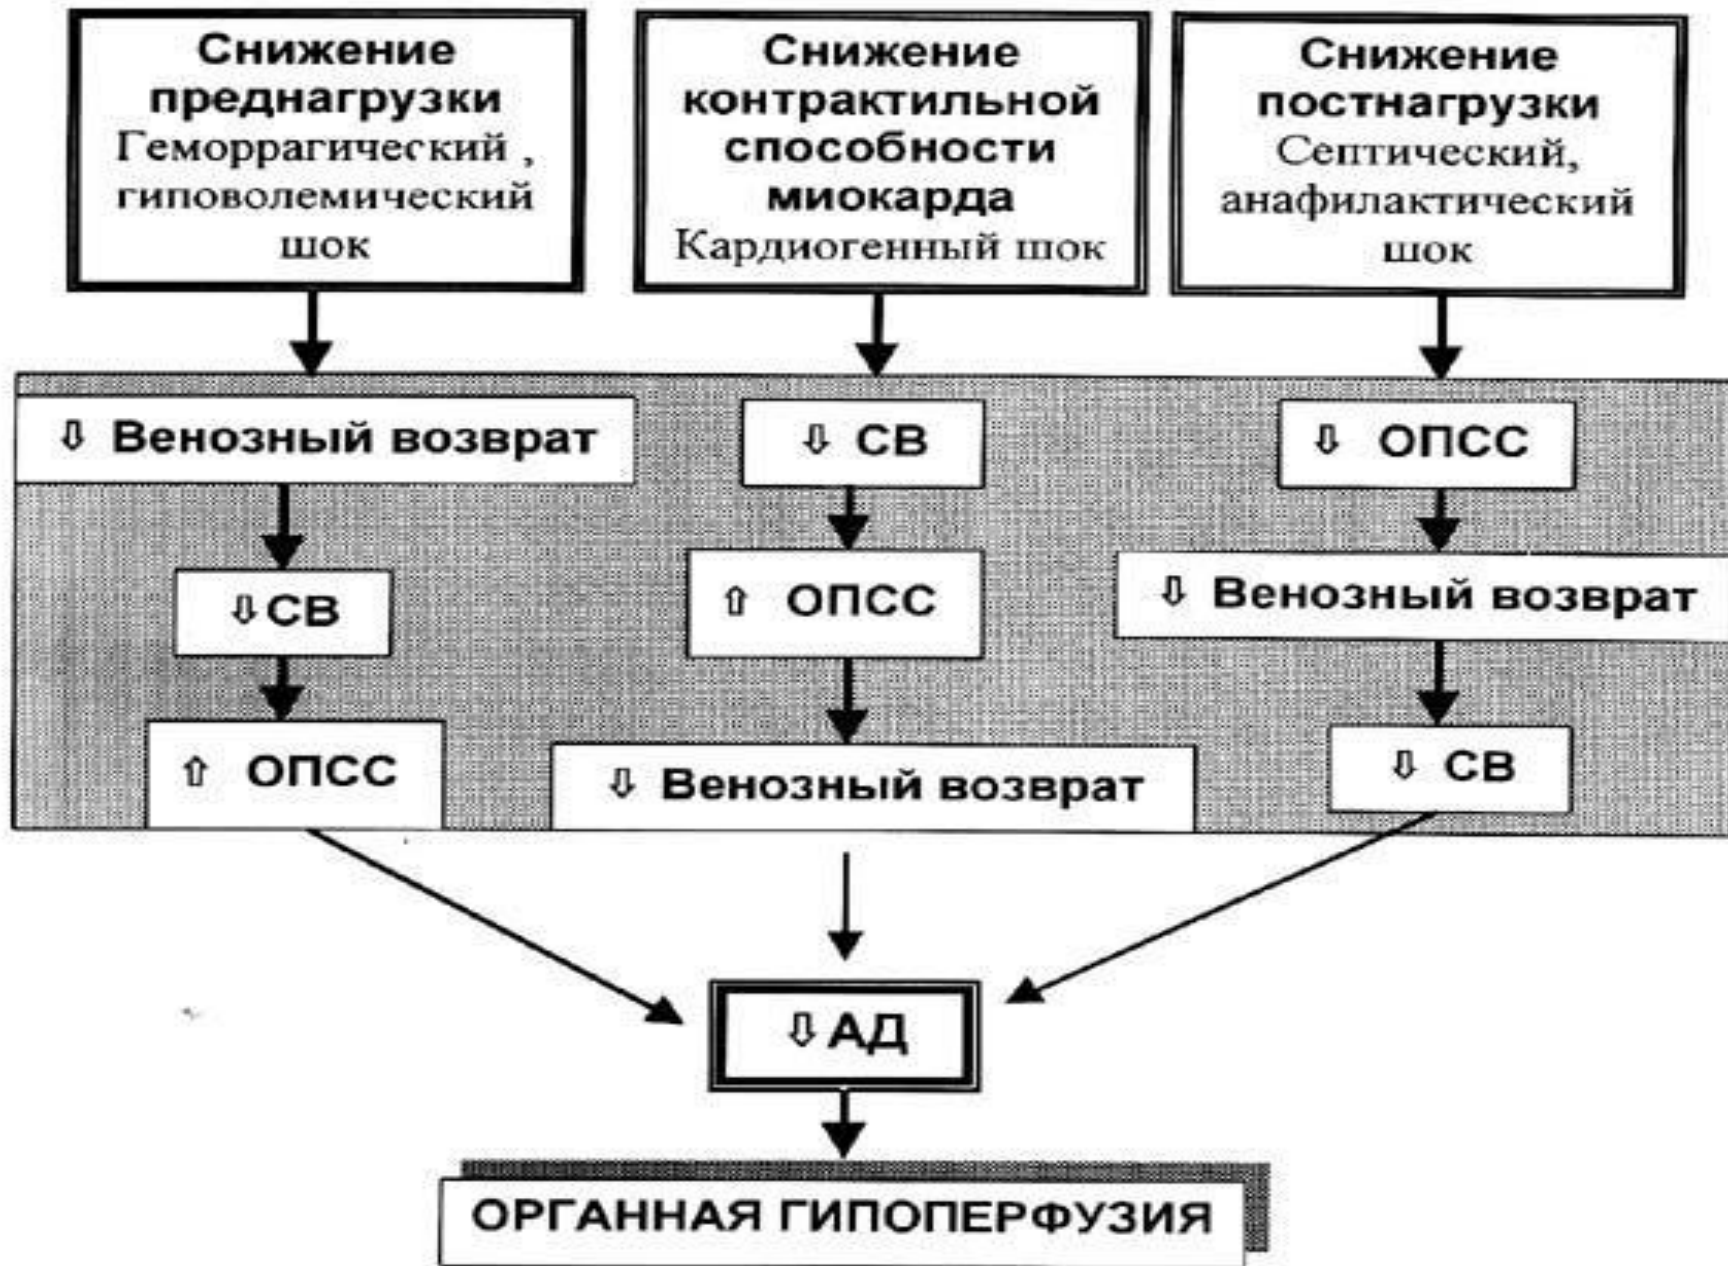 Снижение
преднагрузки
Геморрагический ,
гиповолемический
шок
Снижение
контрактильной
способности
миокарда
Кардиогенный шок
Снижение
постнагрузки
Септический,
анафилактический
шок
⇩ Венозный возврат
⇩ СВ
⇧ ОПСС
⇩ СВ
⇧ ОПСС
⇩ Венозный возврат
⇩ ОПСС
⇩ Венозный возврат
⇩ СВ
⇩ АД
ОРГАННАЯ ГИПОПЕРФУЗИЯ